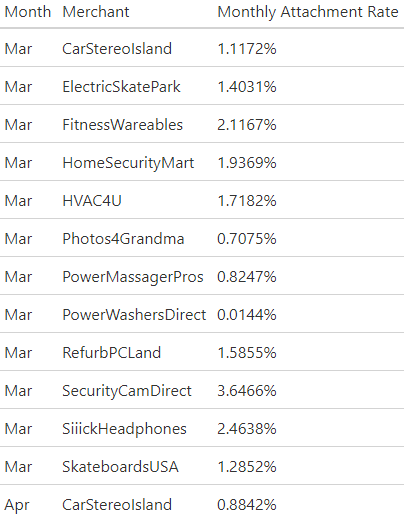 Month Merchant Monthly Attachment Rate
Mar CarStereoIsland 1.1172%
Mar ElectricSkatePark 1.4031%
Mar FitnessWareables 2.1167%
Mar HomeSecurityMart 1.9369%
Mar HVAC4U 1.7182%
Mar Photos4Grandma 0.7075%
Mar PowerMassagerPros 0.8247%
Mar PowerWashersDirect 0.0144%
Mar RefurbPCLand 1.5855%
Mar SecurityCamDirect 3.6466%
Mar SiiickHeadphones 2.4638%
Mar SkateboardsUSA 1.2852%
Apr CarStereoIsland 0.8842%